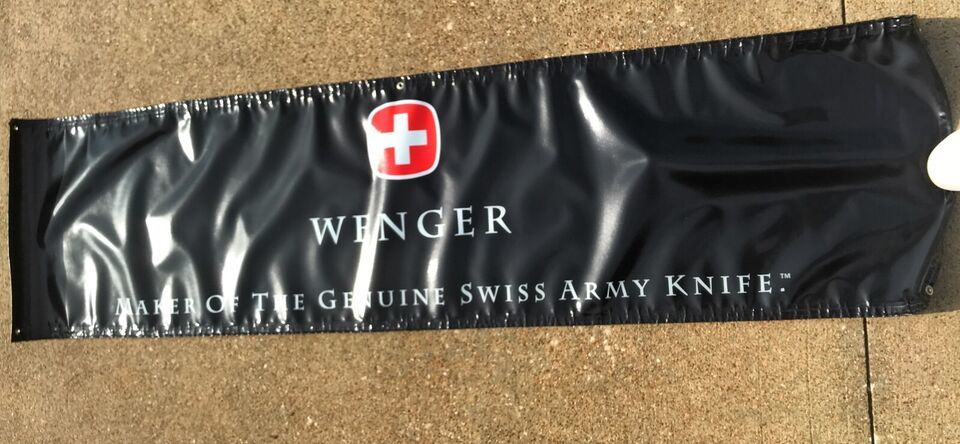 WENGER
MAKER OF THE GENUINE SWISS ARMY KNIFE.™